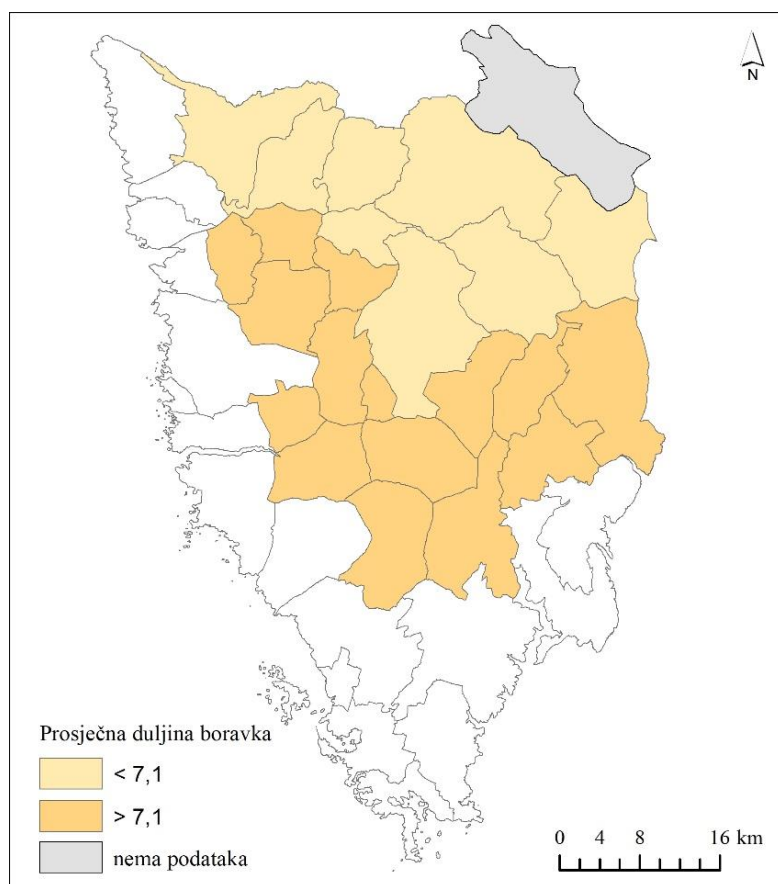 N
Prosječna duljina boravka
< 7,1
> 7,1
nema podataka
0 4 8 16 km